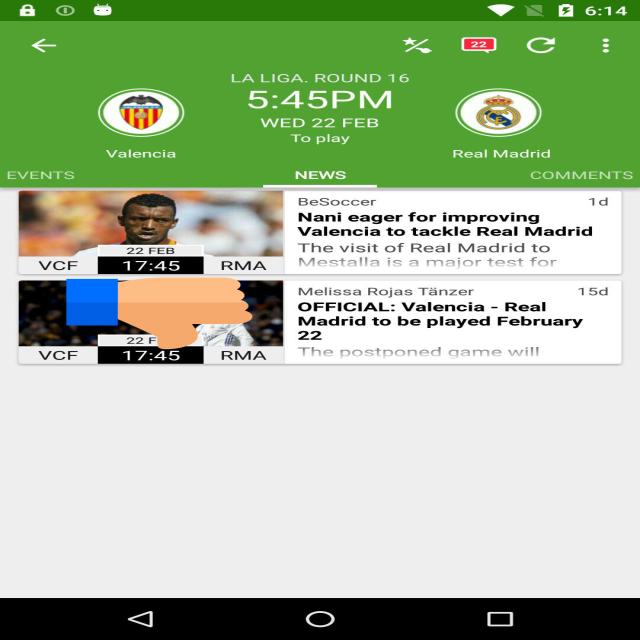 6:14
22
LA LIGA. ROUND 16
5:45PM
WED 22 FEB
To play
Valencia
Real Madrid
EVENTS
NEWS
COMMENTS
22 FEB
VCF
17:45
RMA
BeSoccer
1d
Nani eager for improving
Valencia to tackle Real Madrid
The visit of Real Madrid to
Mestalla is a major test for
22 F
VCF
17:45
RMA
Melissa Rojas Tänzer
15d
OFFICIAL: Valencia - Real
Madrid to be played February
22
The postponed game will